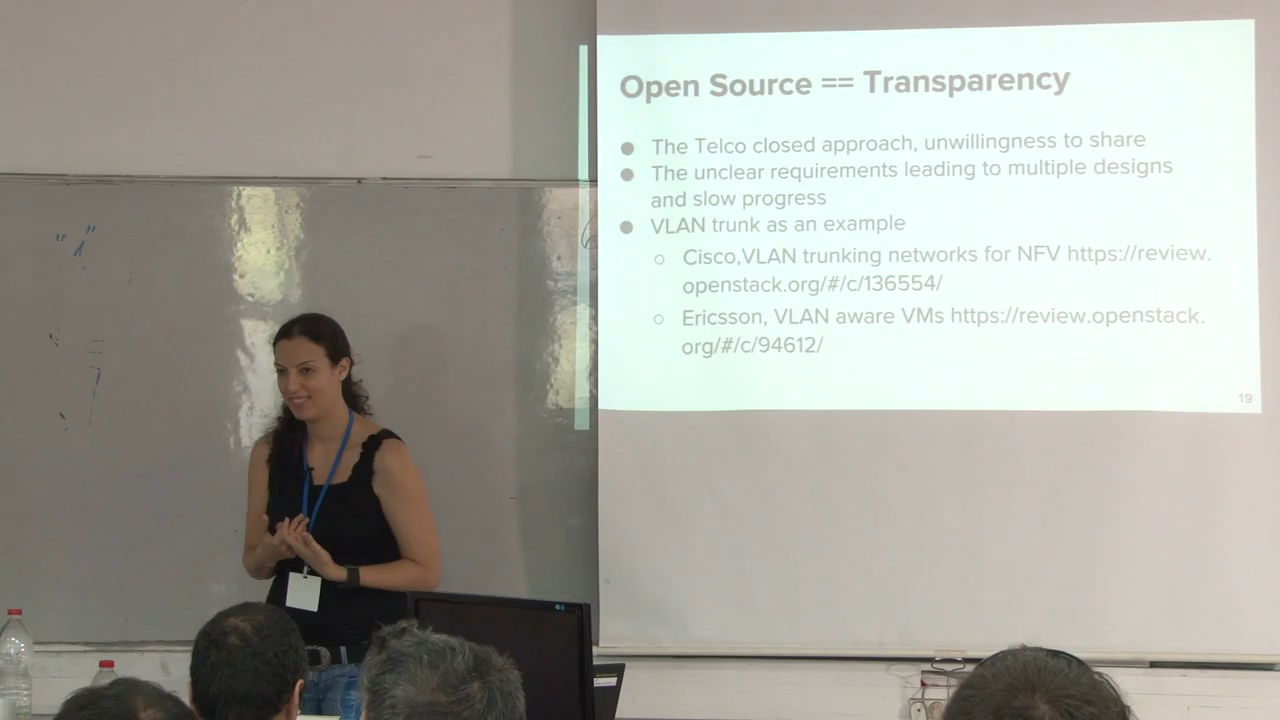 Open Source == Transparency
● The Telco closed approach, unwillingness to share
● The unclear requirements leading to multiple designs
and slow progress
● VLAN trunk as an example
○ Cisco,VLAN trunking networks for NFV https://review.
openstack.org/#/c/136554/
○ Ericsson, VLAN aware VMs https://review.openstack.
org/#/c/94612/
19